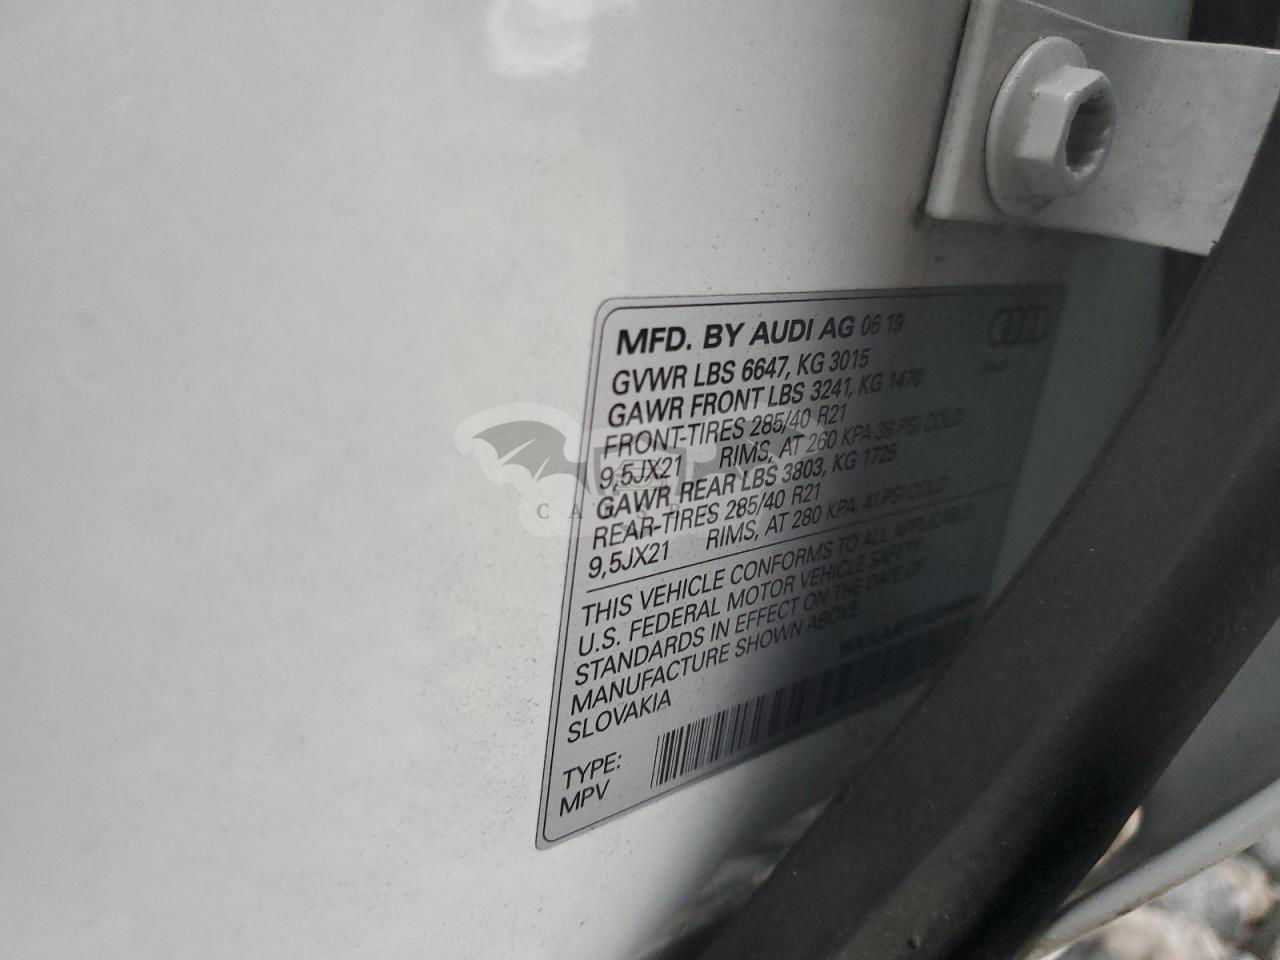 MFD. BY AUDI AG 06 19
GVWR LBS 6647, KG 3015
GAWR FRONT LBS 3241, KG 1470
FRONT-TIRES 285/40 R21
9,5JX21 RIMS, AT 260 KPA 38 PSI COLD
GAWR REAR LBS 3803, KG 1725
REAR-TIRES 285/40 R21
9,5JX21 RIMS, AT 280 KPA 41 PSI COLD
THIS VEHICLE CONFORMS TO ALL APPLICABLE
U.S. FEDERAL MOTOR VEHICLE SAFETY
STANDARDS IN EFFECT ON THE DATE OF
MANUFACTURE SHOWN ABOVE
SLOVAKIA
TYPE:
MPV